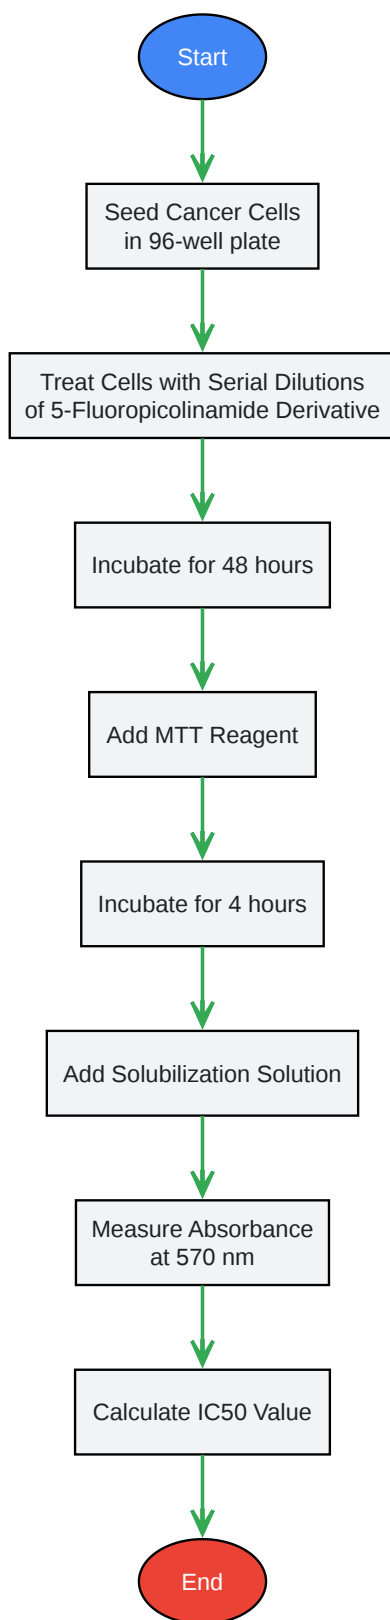 Start
Seed Cancer Cells
in 96-well plate
Treat Cells with Serial Dilutions
of 5-Fluoropicolinamide Derivative
Incubate for 48 hours
Add MTT Reagent
Incubate for 4 hours
Add Solubilization Solution
Measure Absorbance
at 570 nm
Calculate IC50 Value
End